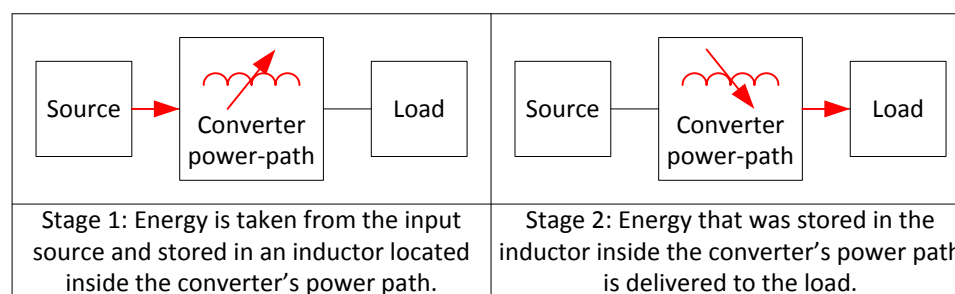 Source
Converter
power-path
Load
Source
Converter
power-path
Load
Stage 1: Energy is taken from the input
source and stored in an inductor located
inside the converter's power path.
Stage 2: Energy that was stored in the
inductor inside the converter's power path
is delivered to the load.